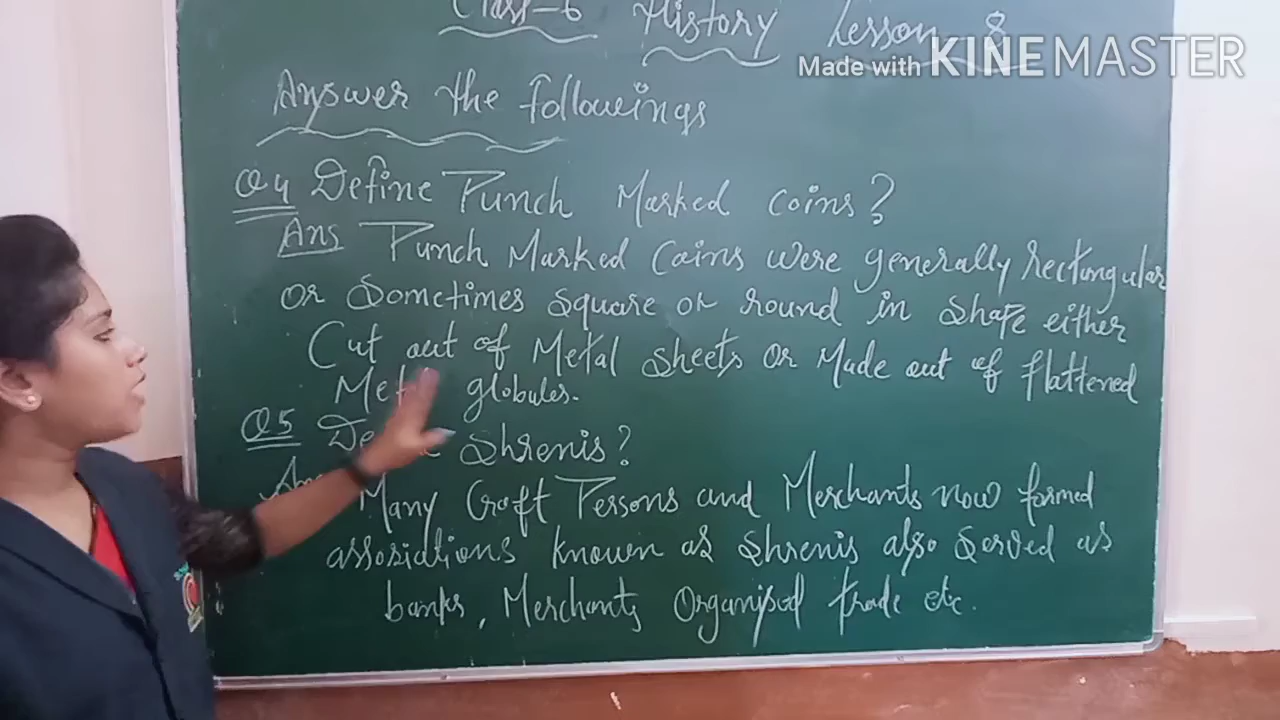 Class-6 History Lesson-8
Made with KINEMASTER
Answer the followings
Q4 Define Punch Marked coins?
Ans Punch Marked Coins were generally Rectangular
or Sometimes Square or round in Shape either
Cut out of Metal Sheets Or Made out of flattened
Metal globules.
Q5 Shrenis?
Many Craft Persons and Merchants now formed
assosiations known as Shrenis also Served as
banks, Merchants Organised trade etc.